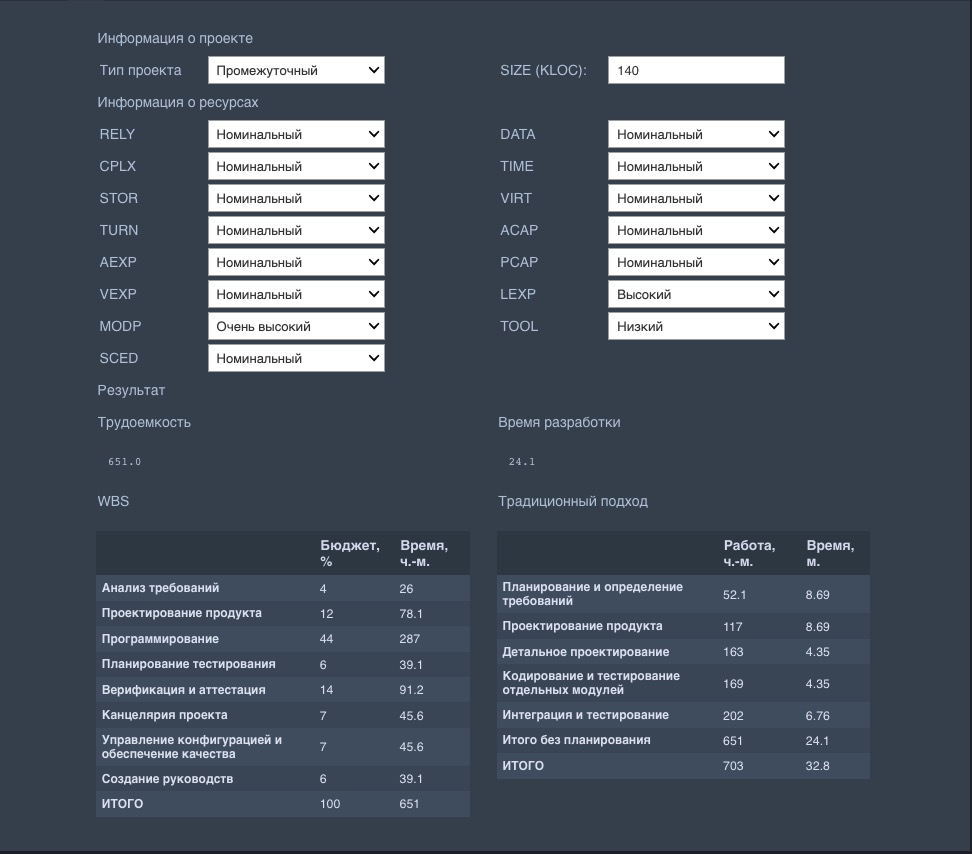 Информация о проекте
Тип проекта Промежуточный SIZE (KLOC): 140
Информация о ресурсах
RELY Номинальный DATA Номинальный
CPLX Номинальный TIME Номинальный
STOR Номинальный VIRT Номинальный
TURN Номинальный ACAP Номинальный
AEXP Номинальный PCAP Номинальный
VEXP Номинальный LEXP Высокий
MODP Очень высокий TOOL Низкий
SCED Номинальный
Результат
Трудоемкость Время разработки
651.0 24.1
WBS
Бюджет, Время,
% ч.-м.
Анализ требований 4 26
Проектирование продукта 12 78.1
Программирование 44 287
Планирование тестирования 6 39.1
Верификация и аттестация 14 91.2
Канцелярия проекта 7 45.6
Управление конфигурацией и
обеспечение качества 7 45.6
Создание руководств 6 39.1
ИТОГО 100 651
Традиционный подход
Работа, Время,
ч.-м. м.
Планирование и определение
требований 52.1 8.69
Проектирование продукта 117 8.69
Детальное проектирование 163 4.35
Кодирование и тестирование
отдельных модулей 169 4.35
Интеграция и тестирование 202 6.76
Итого без планирования 651 24.1
ИТОГО 703 32.8